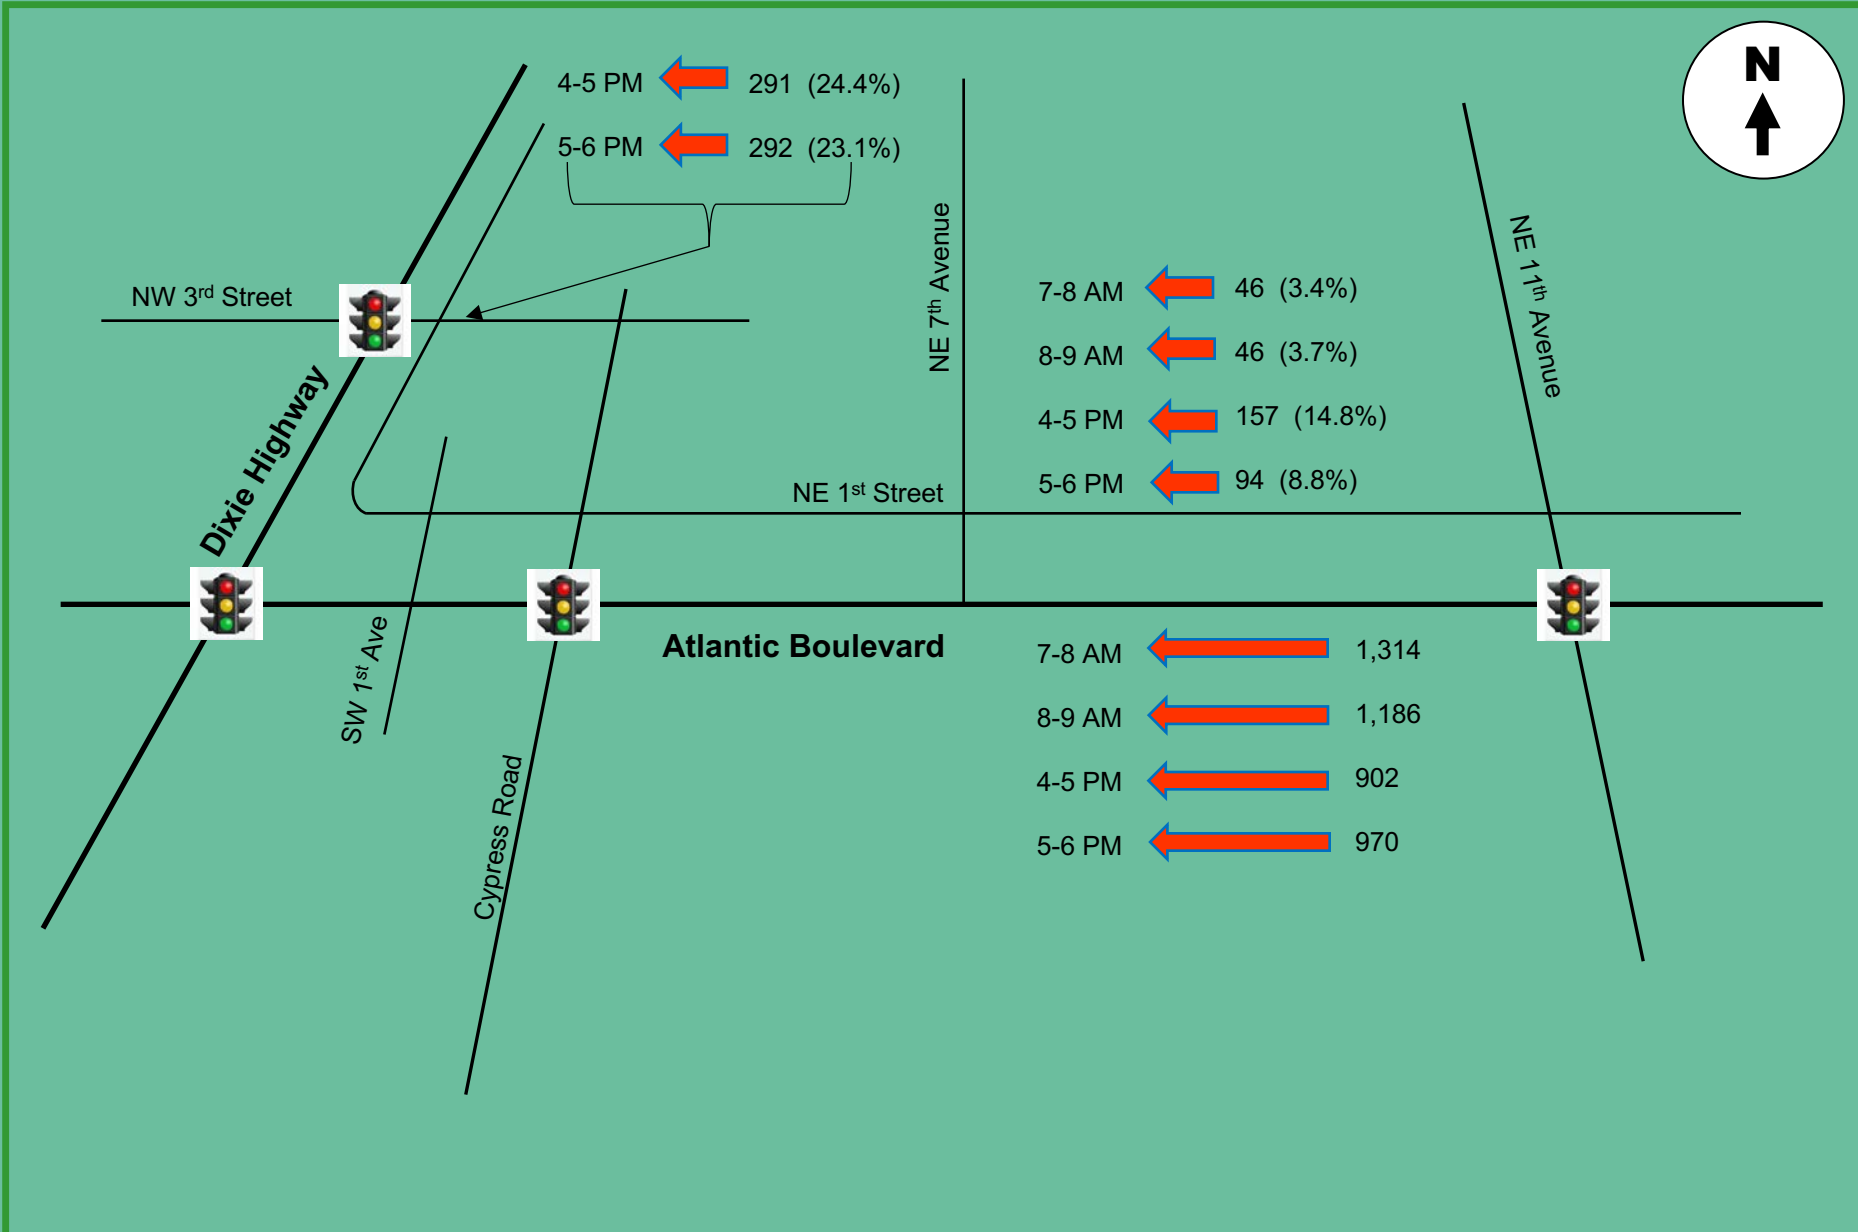 N
4-5 PM 291 (24.4%)
5-6 PM 292 (23.1%)
NW 3rd Street
Dixie Highway
SW 1st Ave
Cypress Road
NE 7th Avenue
NE 11th Avenue
7-8 AM 46 (3.4%)
8-9 AM 46 (3.7%)
4-5 PM 157 (14.8%)
5-6 PM 94 (8.8%)
NE 1st Street
Atlantic Boulevard
7-8 AM 1,314
8-9 AM 1,186
4-5 PM 902
5-6 PM 970